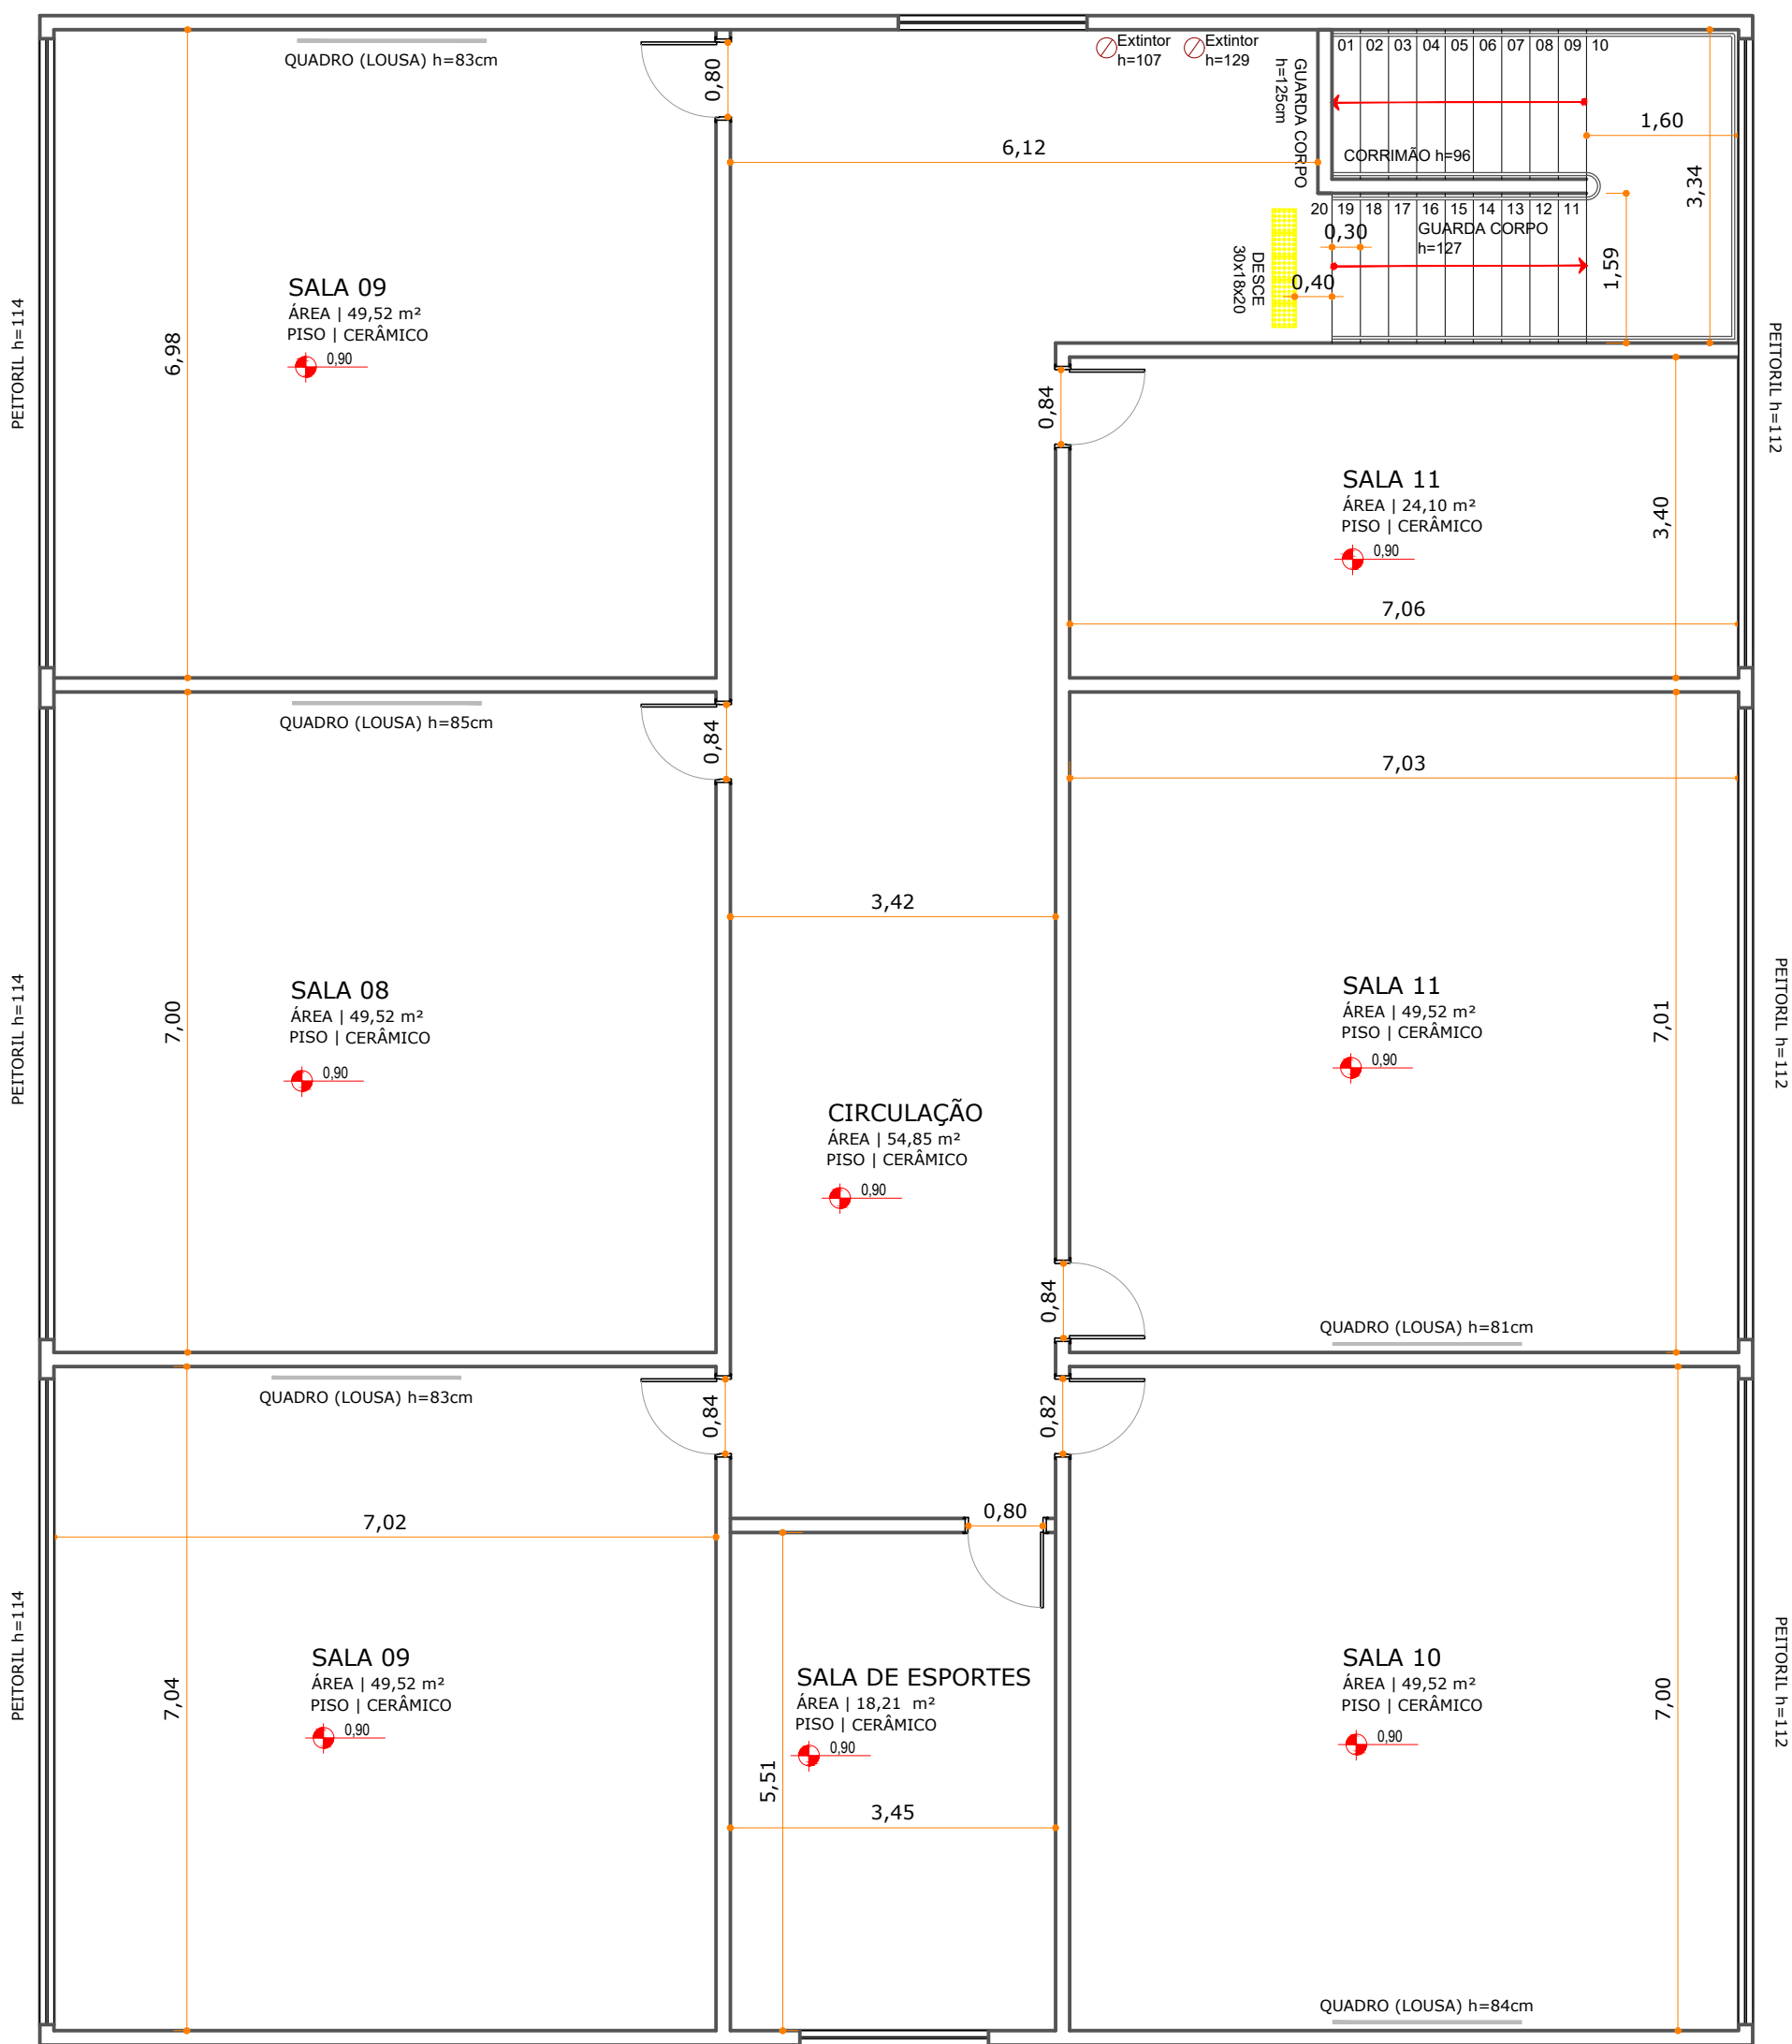 QUADRO (LOUSA) h=83cm
0,80
Extintor
h=107
Extintor
h=129
GUARDA CORPO
h=125cm
01 02 03 04 05 06 07 08 09 10
1,60
CORRIMÃO h=96
6,12
3,34
20 19 18 17 16 15 14 13 12 11
0,30
GUARDA CORPO
h=127
1,59
DESCE
30x18x20
0,40
PEITORIL h=114
6,98
SALA 09
ÁREA | 49,52 m²
PISO | CERÂMICO
0,90
PEITORIL h=112
0,84
SALA 11
ÁREA | 24,10 m²
PISO | CERÂMICO
0,90
3,40
7,06
QUADRO (LOUSA) h=85cm
0,84
7,03
3,42
PEITORIL h=114
7,00
SALA 08
ÁREA | 49,52 m²
PISO | CERÂMICO
0,90
SALA 11
ÁREA | 49,52 m²
PISO | CERÂMICO
0,90
7,01
PEITORIL h=112
CIRCULAÇÃO
ÁREA | 54,85 m²
PISO | CERÂMICO
0,90
0,84
QUADRO (LOUSA) h=81cm
QUADRO (LOUSA) h=83cm
0,84
0,82
7,02
0,80
PEITORIL h=114
7,04
SALA 09
ÁREA | 49,52 m²
PISO | CERÂMICO
0,90
SALA DE ESPORTES
ÁREA | 18,21 m²
PISO | CERÂMICO
0,90
5,51
3,45
SALA 10
ÁREA | 49,52 m²
PISO | CERÂMICO
0,90
7,00
PEITORIL h=112
QUADRO (LOUSA) h=84cm